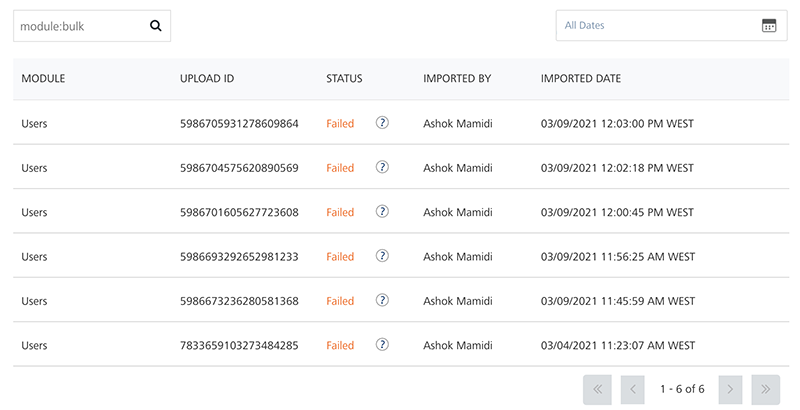 module:bulk All Dates
MODULE UPLOAD ID STATUS IMPORTED BY IMPORTED DATE
Users 5986705931278609864 Failed ? Ashok Mamidi 03/09/2021 12:03:00 PM WEST
Users 5986704575620890569 Failed ? Ashok Mamidi 03/09/2021 12:02:18 PM WEST
Users 5986701605627723608 Failed ? Ashok Mamidi 03/09/2021 12:00:45 PM WEST
Users 5986693292652981233 Failed ? Ashok Mamidi 03/09/2021 11:56:25 AM WEST
Users 5986673236280581368 Failed ? Ashok Mamidi 03/09/2021 11:45:59 AM WEST
Users 7833659103273484285 Failed ? Ashok Mamidi 03/04/2021 11:23:07 AM WEST
1 - 6 of 6